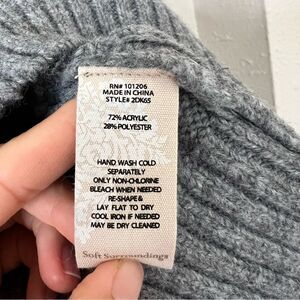 RN# 101206
MADE IN CHINA
STYLE# 2DK65
72% ACRYLIC
28% POLYESTER
HAND WASH COLD
SEPARATELY
ONLY NON-CHLORINE
BLEACH WHEN NEEDED
RE-SHAPE &
LAY FLAT TO DRY
COOL IRON IF NEEDED
MAY BE DRY CLEANED
Soft Surroundings